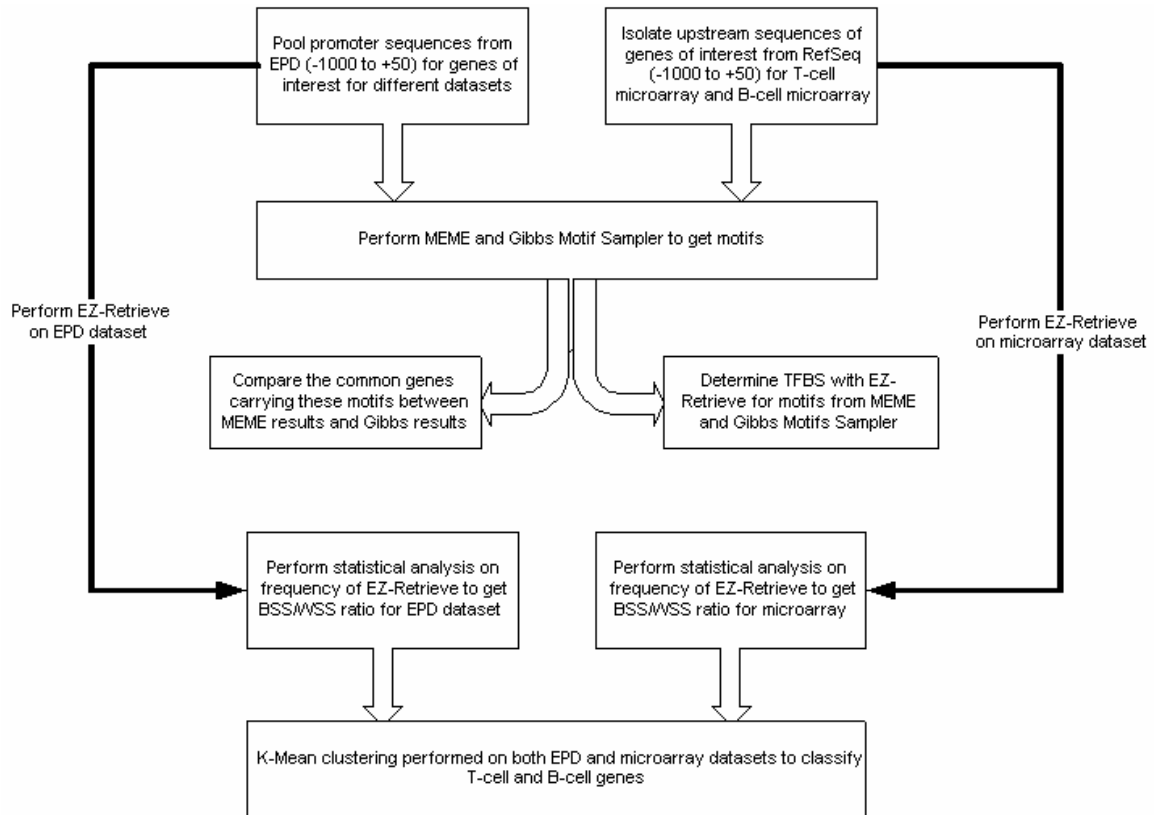 Pool promoter sequences from
EPD (-1000 to +50) for genes of
interest for different datasets
Isolate upstream sequences of
genes of interest from RefSeq
(-1000 to +50) for T-cell
microarray and B-cell microarray
Perform MEME and Gibbs Motif Sampler to get motifs
Perform EZ-Retrieve
on EPD dataset
Perform EZ-Retrieve
on microarray dataset
Compare the common genes
carrying these motifs between
MEME results and Gibbs results
Determine TFBS with EZ-
Retrieve for motifs from MEME
and Gibbs Motifs Sampler
Perform statistical analysis on
frequency of EZ-Retrieve to get
BSS/WSS ratio for EPD dataset
Perform statistical analysis on
frequency of EZ-Retrieve to get
BSS/WSS ratio for microarray
K-Mean clustering performed on both EPD and microarray datasets to classify
T-cell and B-cell genes